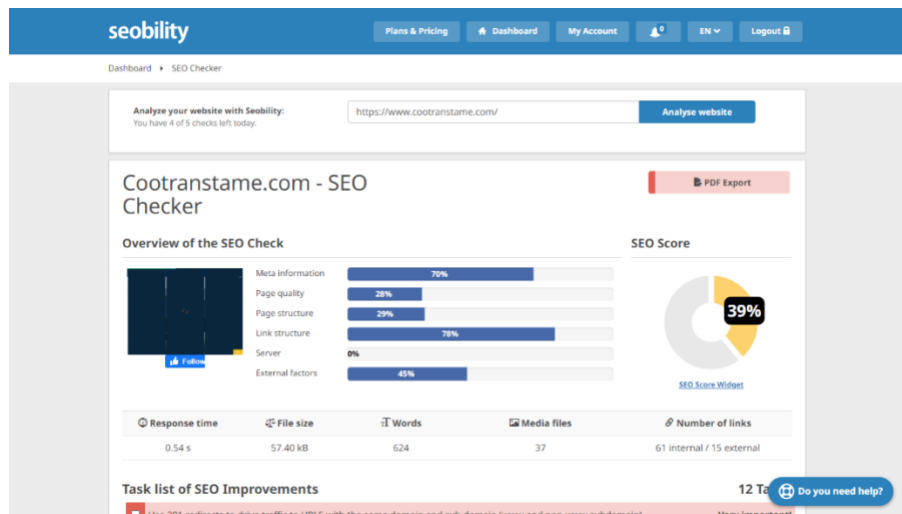 seobility
Plans & Pricing
Dashboard
My Account
0
EN
Logout
Dashboard SEO Checker
Analyze your website with Seobility:
You have 4 of 5 checks left today.
https://www.cootranstame.com/
Analyse website
Cootranstame.com - SEO
Checker
PDF Export
Overview of the SEO Check
SEO Score
Meta information 70%
Page quality 28%
Page structure 29%
Link structure 78%
Server 0%
External factors 45%
Follow
39%
SEO Score Widget
Response time File size Words Media files Number of links
0.54 s 57.40 kB 624 37 61 internal / 15 external
Task list of SEO Improvements
12 Ta
Do you need help?